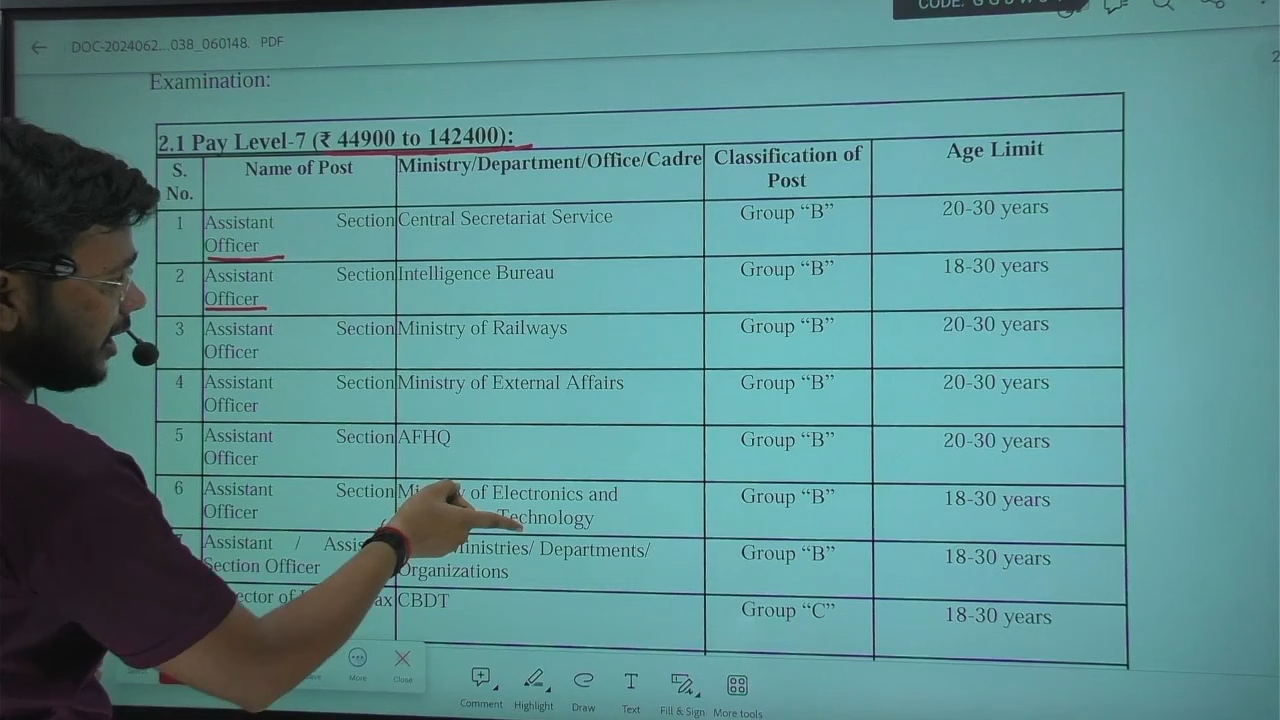 CODE:
← DOC-2024062...038_060148. PDF
2
Examination:
2.1 Pay Level-7 (₹ 44900 to 142400):
S. No. Name of Post Ministry/Department/Office/Cadre Classification of Post Age Limit
1 Assistant Section Officer Central Secretariat Service Group “B” 20-30 years
2 Assistant Section Officer Intelligence Bureau Group “B” 18-30 years
3 Assistant Section Officer Ministry of Railways Group “B” 20-30 years
4 Assistant Section Officer Ministry of External Affairs Group “B” 20-30 years
5 Assistant Section Officer AFHQ Group “B” 20-30 years
6 Assistant Section Officer of Electronics and Technology Group “B” 18-30 years
Assistant / Section Officer Ministries/ Departments/ Organizations Group “B” 18-30 years
of CBDT Group “C” 18-30 years
More Close
Comment Highlight Draw Text Fill & Sign More tools